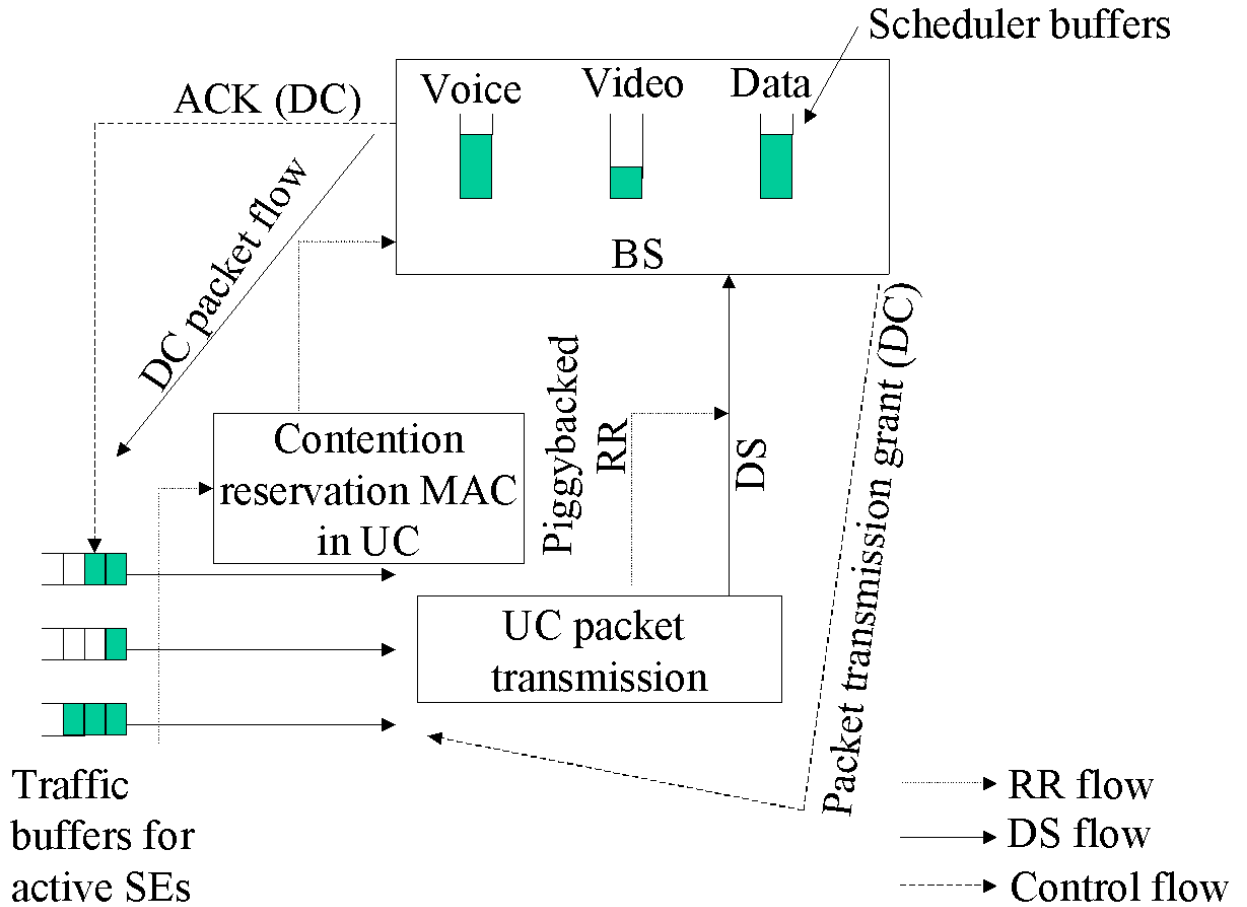 Scheduler buffers
ACK (DC)
Voice
Video
Data
DC packet flow
BS
Contention
reservation MAC
in UC
Piggybacked
RR
DS
Packet transmission grant (DC)
UC packet
transmission
Traffic
buffers for
active SEs
RR flow
DS flow
Control flow